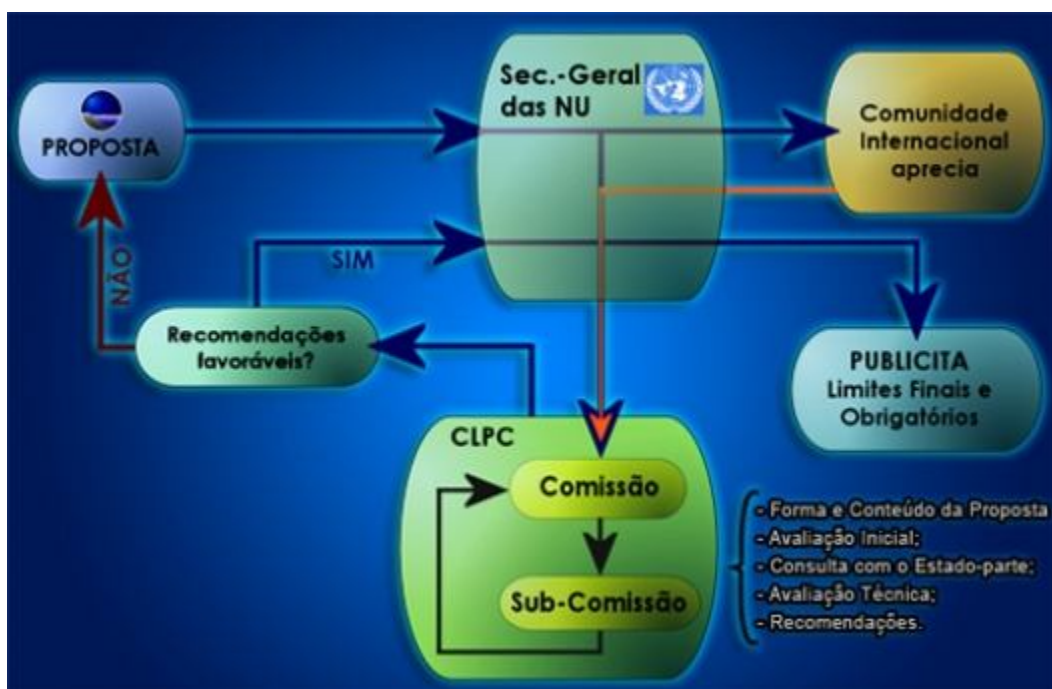 PROPOSTA
Sec.-Geral
das NU
Comunidade
Internacional
aprecia
NÃO
SIM
Recomendações
favoráveis?
PUBLICITA
Limites Finais e
Obrigatórios
CLPC
Comissão
Sub-Comissão
- Forma e Conteúdo da Proposta
- Avaliação Inicial;
- Consulta com o Estado-parte;
- Avaliação Técnica;
- Recomendações.